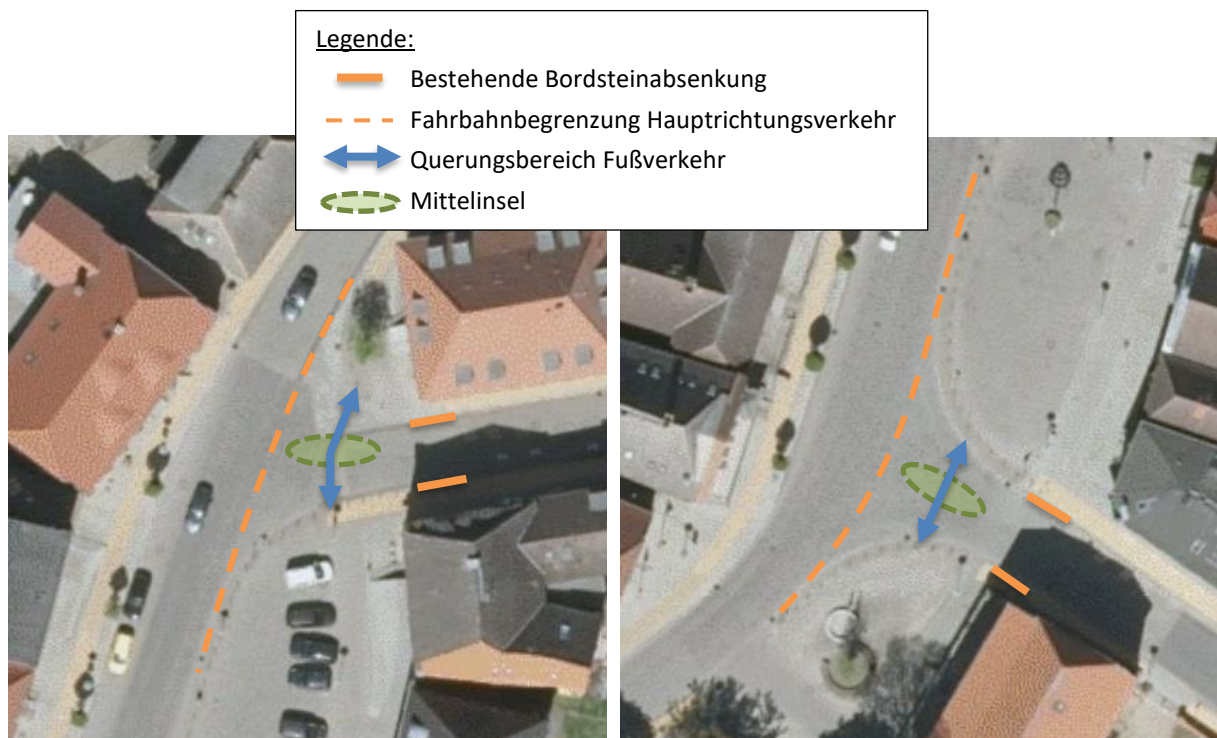 Legende:
Bestehende Bordsteinabsenkung
Fahrbahnbegrenzung Hauptrichtungsverkehr
Querungsbereich Fußverkehr
Mittelinsel